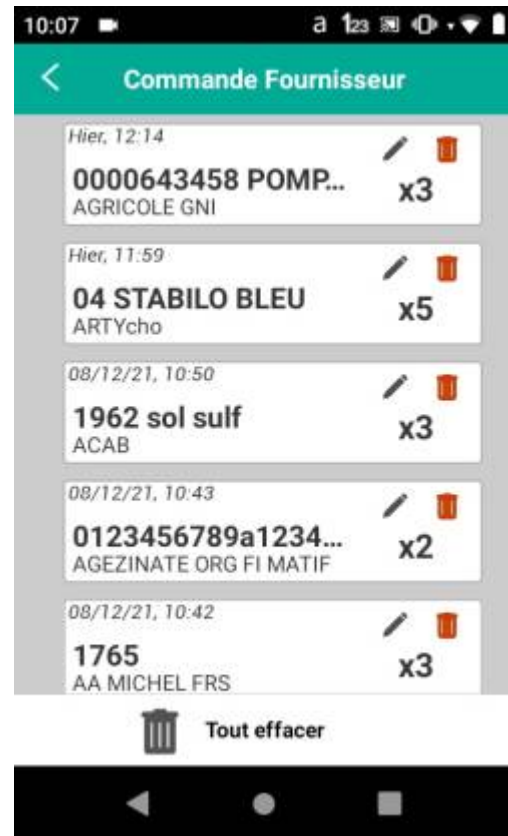 10:07 a 123
Commande Fournisseur
Hier, 12:14
0000643458 POMP...
AGRICOLE GNI
x3
Hier, 11:59
04 STABILO BLEU
ARTYcho
x5
08/12/21, 10:50
1962 sol sulf
ACAB
x3
08/12/21, 10:43
0123456789a1234...
AGEZINATE ORG FI MATIF
x2
08/12/21, 10:42
1765
AA MICHEL FRS
x3
Tout effacer